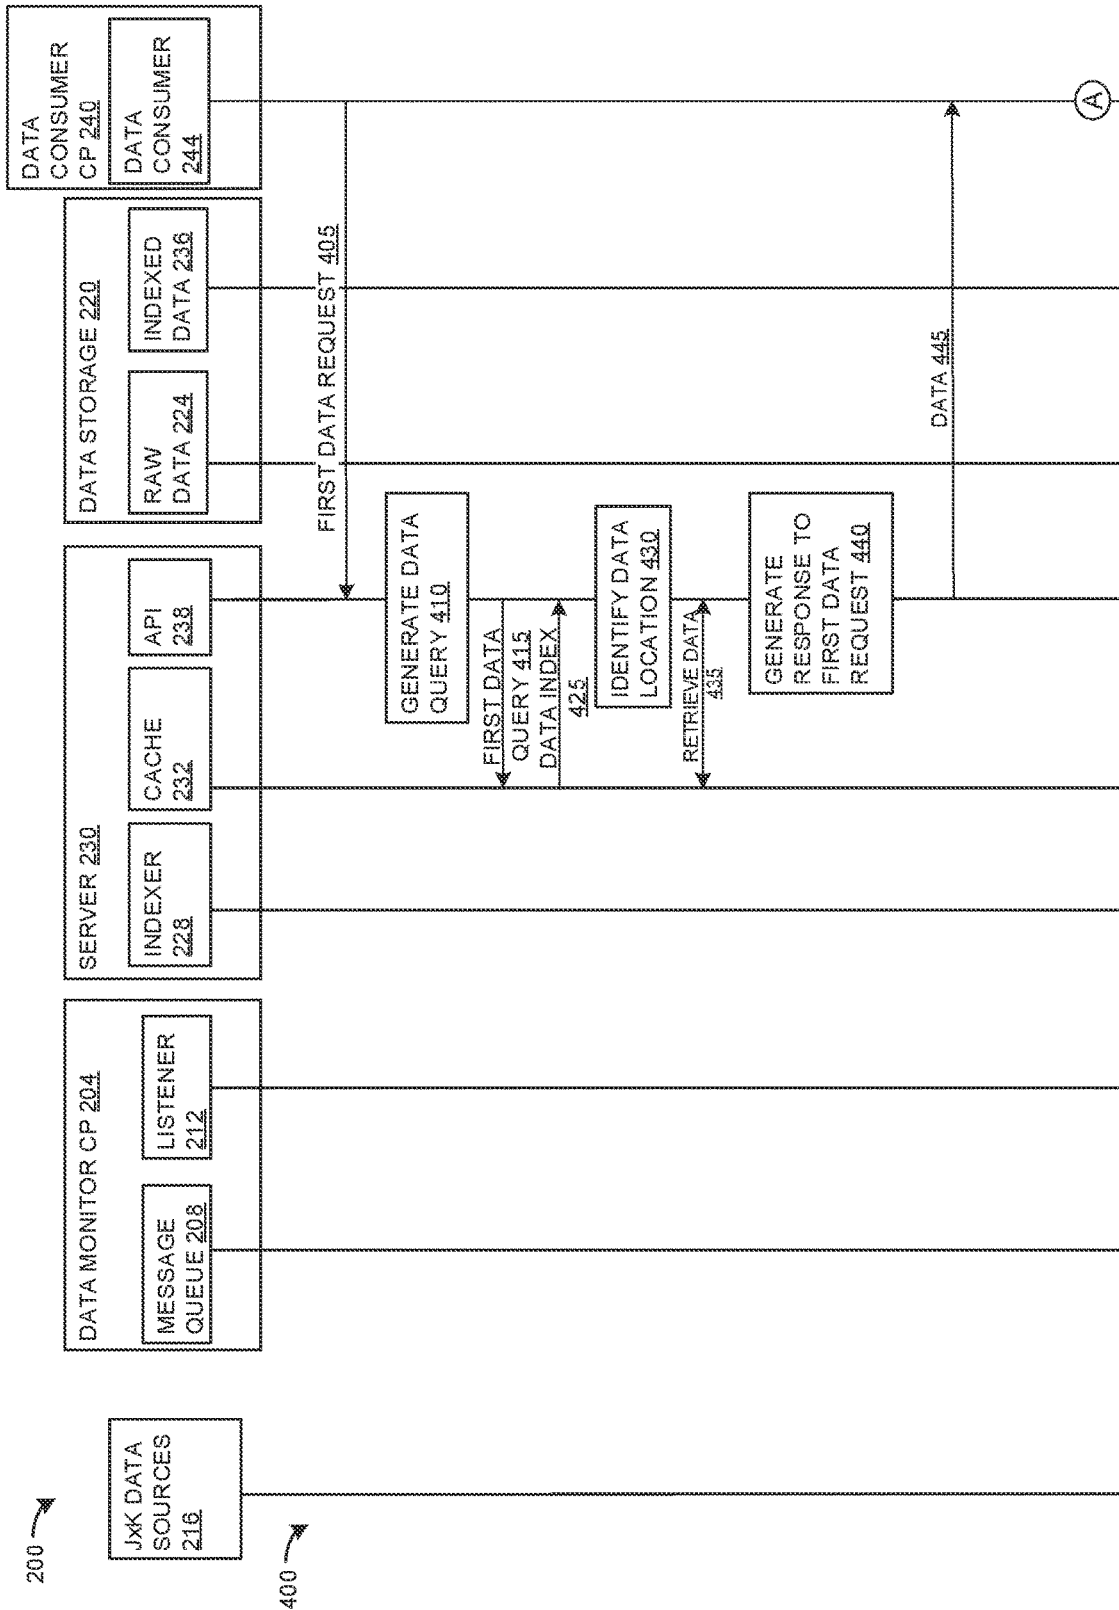 200
400
JxK DATA
SOURCES
216
DATA MONITOR CP 204
MESSAGE
QUEUE 208
LISTENER
212
SERVER 230
INDEXER
228
CACHE
232
API
238
DATA STORAGE 220
RAW
DATA 224
INDEXED
DATA 236
DATA
CONSUMER
CP 240
DATA
CONSUMER
244
FIRST DATA REQUEST 405
GENERATE DATA
QUERY 410
FIRST DATA
QUERY 415
DATA INDEX
425
IDENTIFY DATA
LOCATION 430
RETRIEVE DATA
435
GENERATE
RESPONSE TO
FIRST DATA
REQUEST 440
DATA 445
A